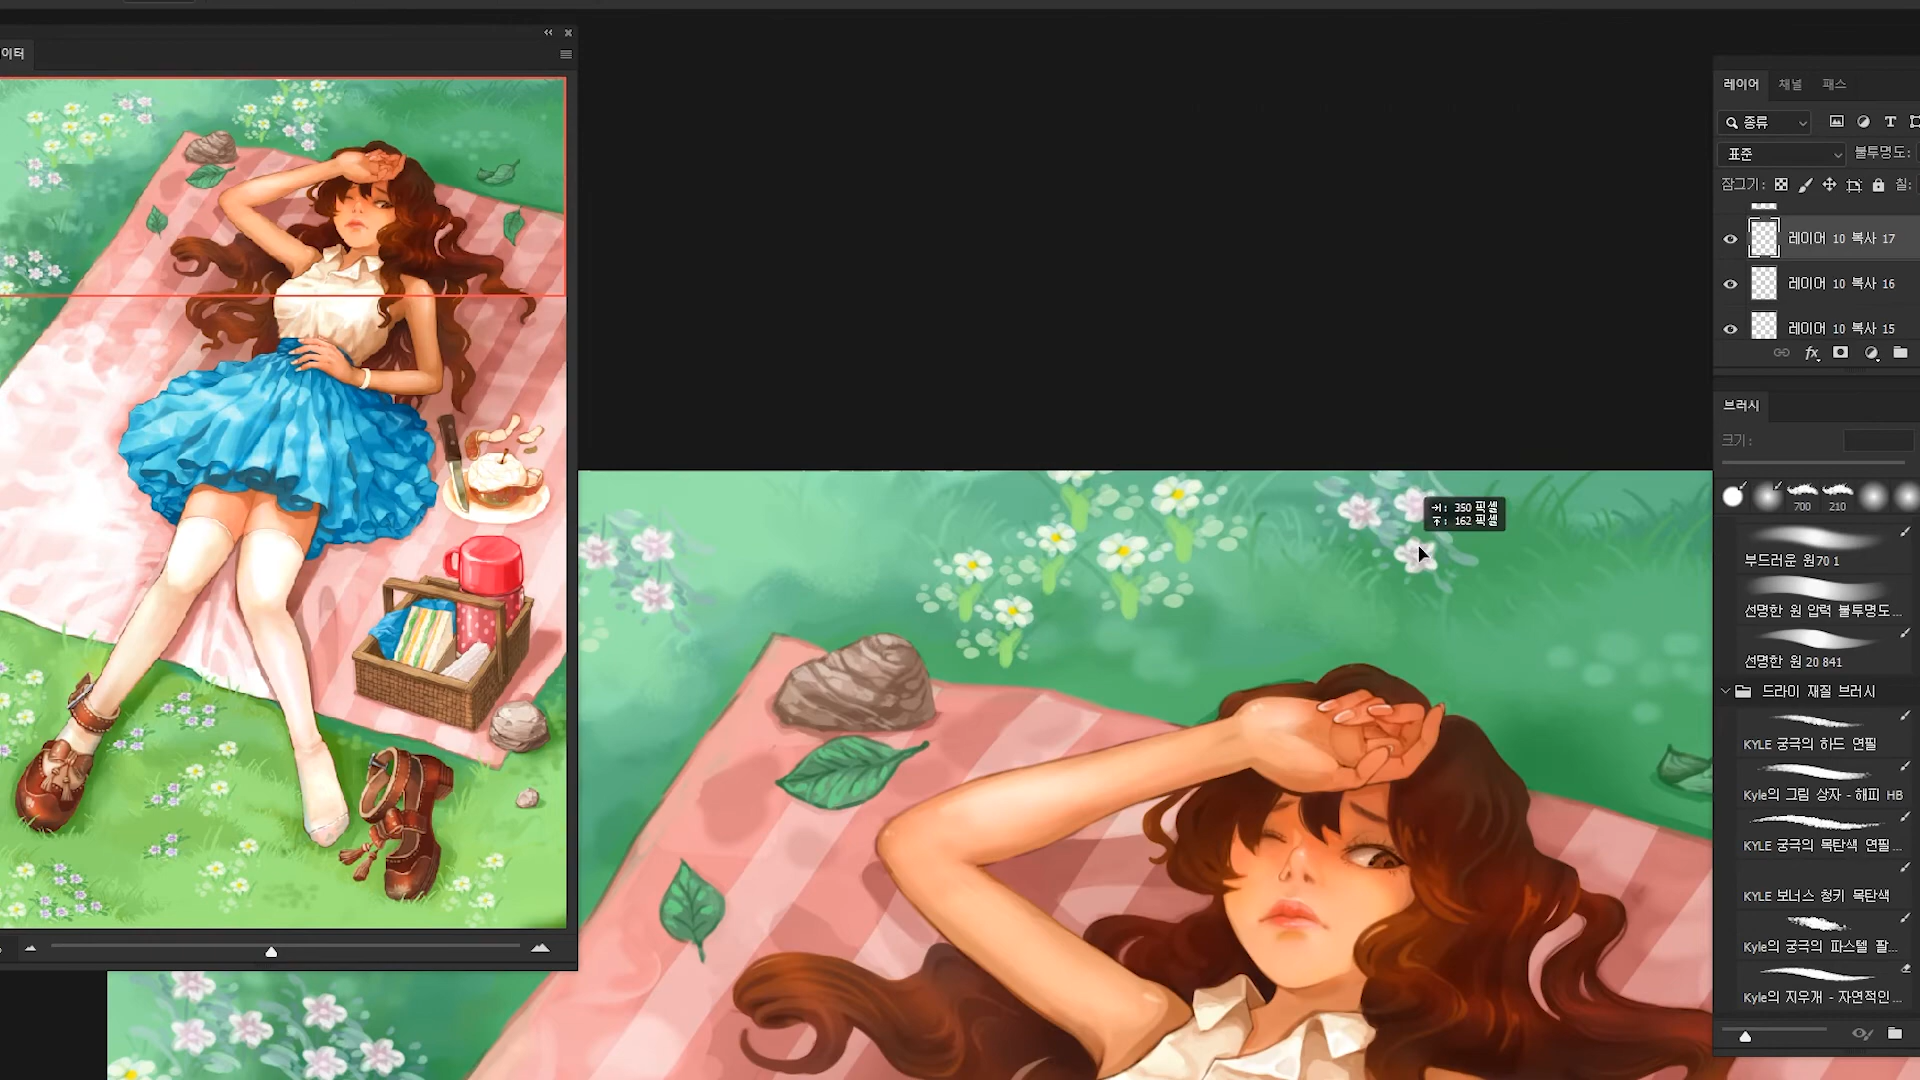 이터
레이어 채널 패스
종류
표준 불투명도:
잠그기: 칠:
레이어 10 복사 17
레이어 10 복사 16
레이어 10 복사 15
fx
브러시
크기:
700 210
부드러운 원70 1
선명한 원 압력 불투명도...
선명한 원 20 841
드라이 재질 브러시
KYLE 궁극의 하드 연필
Kyle의 그림 상자 - 해피 HB
KYLE 궁극의 목탄색 연필...
KYLE 보너스 청키 목탄색
Kyle의 궁극의 파스텔 팔...
Kyle의 지우개 - 자연적인...
350 픽셀
162 픽셀